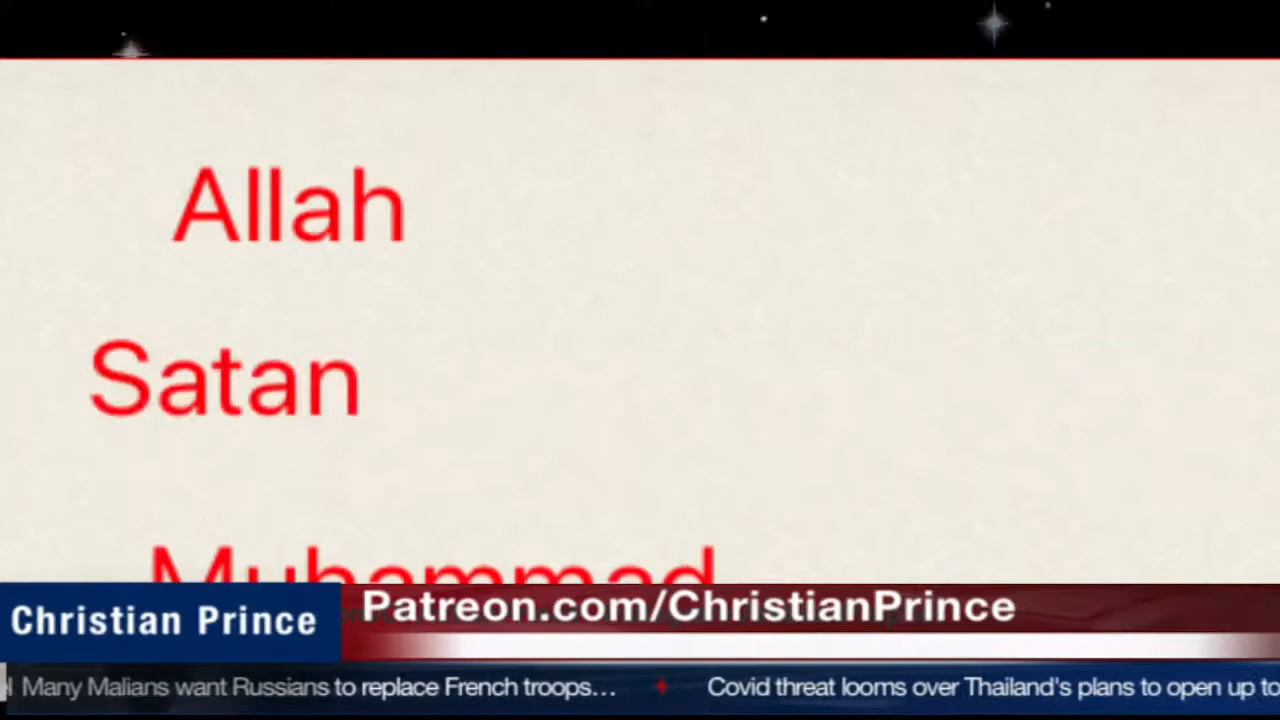 Allah
Satan
Muhammad
Christian Prince
Patreon.com/ChristianPrince
Many Malians want Russians to replace French troops…
Covid threat looms over Thailand's plans to open up to